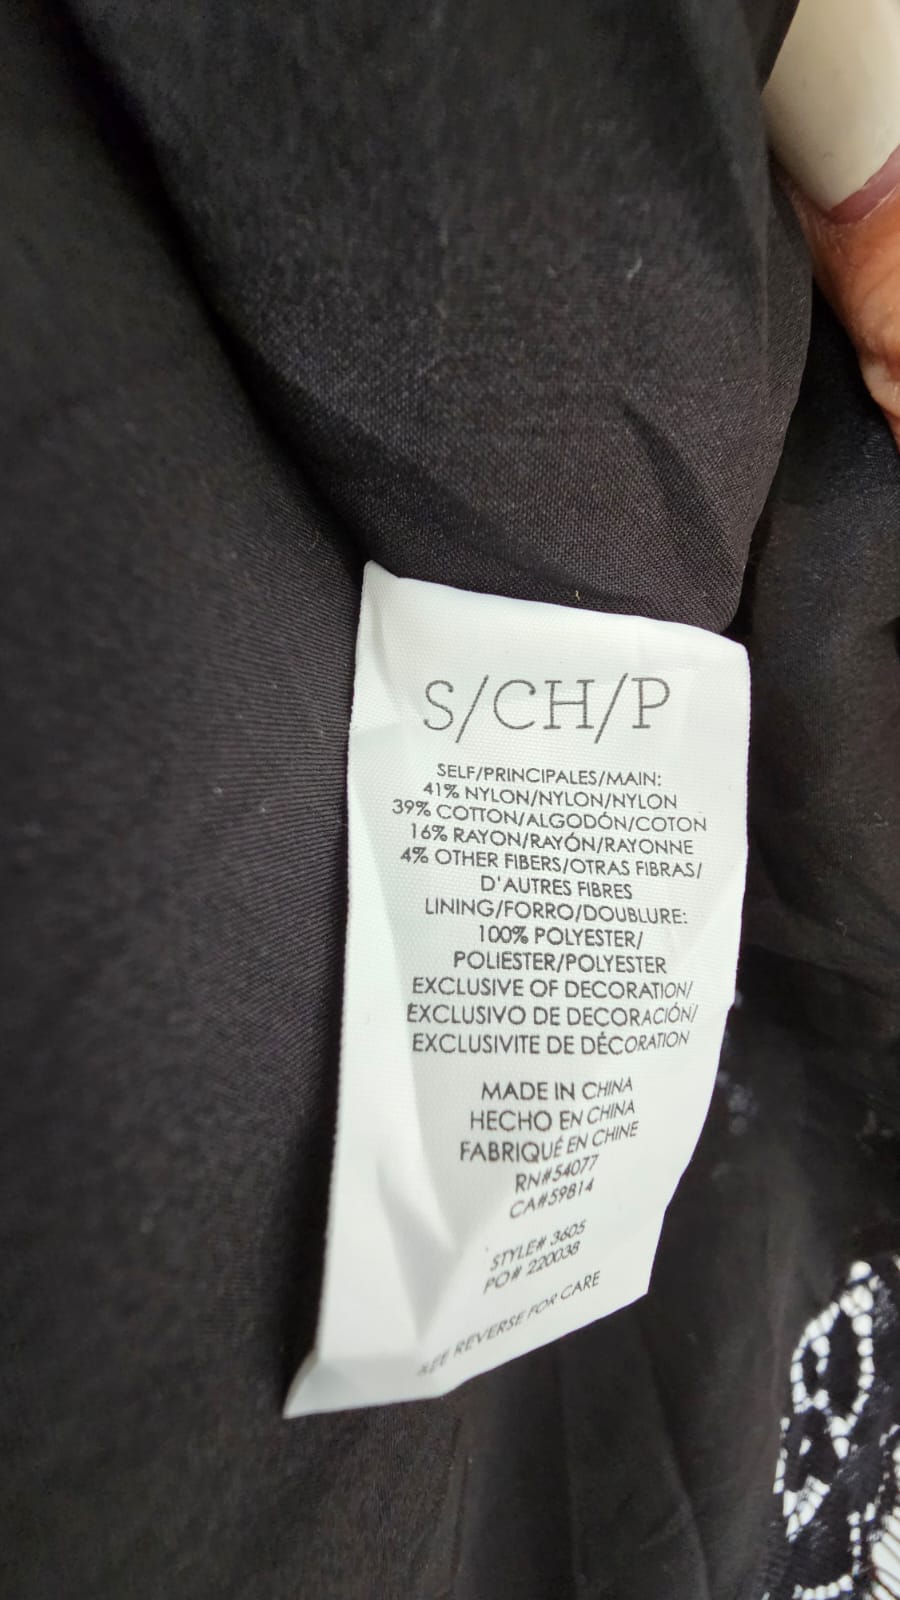 S/CH/P
SELF/PRINCIPALES/MAIN:
41% NYLON/NYLON/NYLON
39% COTTON/ALGODÓN/COTON
16% RAYON/RAYÓN/RAYONNE
4% OTHER FIBERS/OTRAS FIBRAS/
D'AUTRES FIBRES
LINING/FORRO/DOUBLURE:
100% POLYESTER/
POLIESTER/POLYESTER
EXCLUSIVE OF DECORATION/
EXCLUSIVO DE DECORACIÓN/
EXCLUSIVITE DE DÉCORATION
MADE IN CHINA
HECHO EN CHINA
FABRIQUÉ EN CHINE
RN#54077
CA#59814
STYLE# 3605
PO# 220038
SEE REVERSE FOR CARE